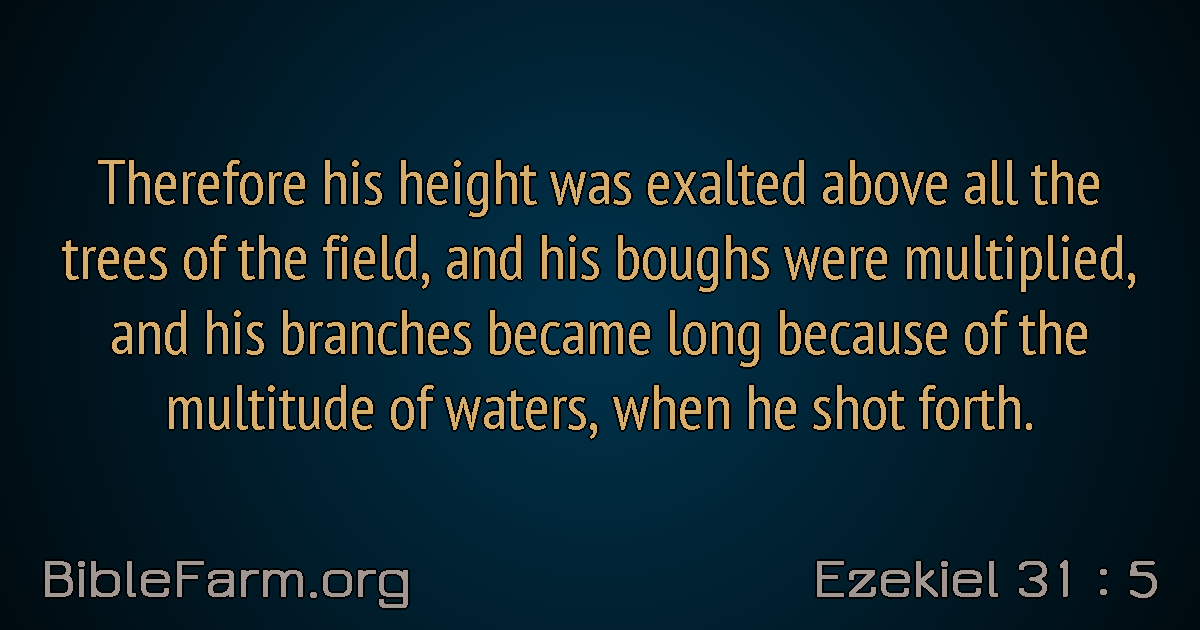 Therefore his height was exalted above all the
trees of the field, and his boughs were multiplied,
and his branches became long because of the
multitude of waters, when he shot forth.
BibleFarm.org
Ezekiel 31 : 5